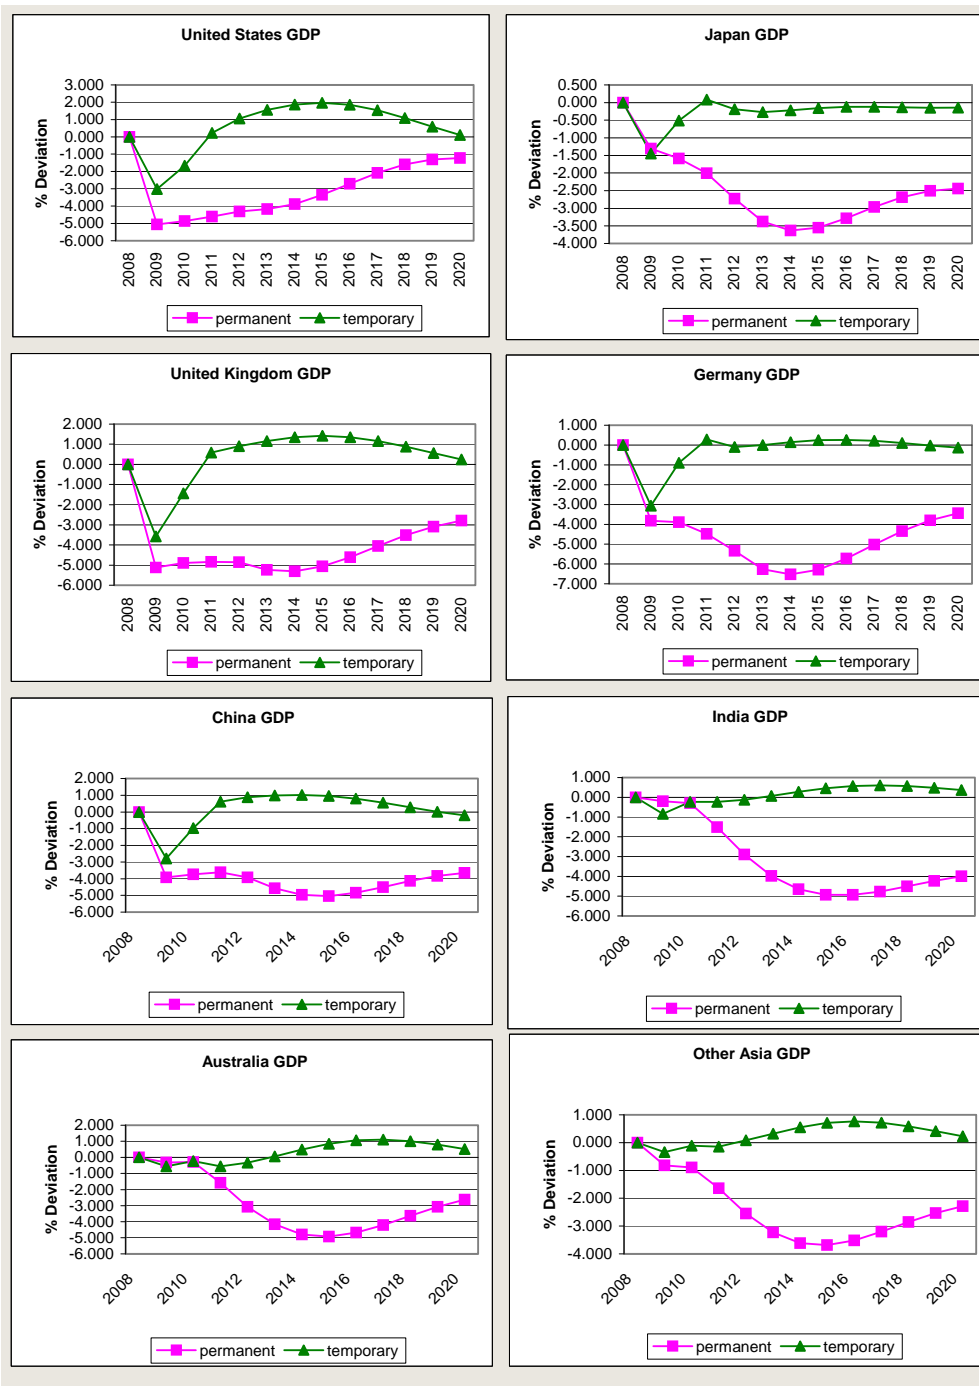 United States GDP
% Deviation
3.000
2.000
1.000
0.000
-1.000
-2.000
-3.000
-4.000
-5.000
-6.000
2008 2009 2010 2011 2012 2013 2014 2015 2016 2017 2018 2019 2020
permanent temporary
Japan GDP
% Deviation
0.500
0.000
-0.500
-1.000
-1.500
-2.000
-2.500
-3.000
-3.500
-4.000
2008 2009 2010 2011 2012 2013 2014 2015 2016 2017 2018 2019 2020
permanent temporary
United Kingdom GDP
% Deviation
2.000
1.000
0.000
-1.000
-2.000
-3.000
-4.000
-5.000
-6.000
2008 2009 2010 2011 2012 2013 2014 2015 2016 2017 2018 2019 2020
permanent temporary
Germany GDP
% Deviation
1.000
0.000
-1.000
-2.000
-3.000
-4.000
-5.000
-6.000
-7.000
2008 2009 2010 2011 2012 2013 2014 2015 2016 2017 2018 2019 2020
permanent temporary
China GDP
% Deviation
2.000
1.000
0.000
-1.000
-2.000
-3.000
-4.000
-5.000
-6.000
2008 2010 2012 2014 2016 2018 2020
permanent temporary
India GDP
% Deviation
1.000
0.000
-1.000
-2.000
-3.000
-4.000
-5.000
-6.000
2008 2010 2012 2014 2016 2018 2020
permanent temporary
Australia GDP
% Deviation
2.000
1.000
0.000
-1.000
-2.000
-3.000
-4.000
-5.000
-6.000
2008 2010 2012 2014 2016 2018 2020
permanent temporary
Other Asia GDP
% Deviation
1.000
0.000
-1.000
-2.000
-3.000
-4.000
2008 2010 2012 2014 2016 2018 2020
permanent temporary